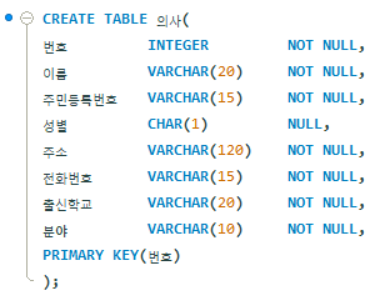 CREATE TABLE 의사(
번호 INTEGER NOT NULL,
이름 VARCHAR(20) NOT NULL,
주민등록번호 VARCHAR(15) NOT NULL,
성별 CHAR(1) NULL,
주소 VARCHAR(120) NOT NULL,
전화번호 VARCHAR(15) NOT NULL,
출신학교 VARCHAR(20) NOT NULL,
분야 VARCHAR(10) NOT NULL,
PRIMARY KEY(번호)
);